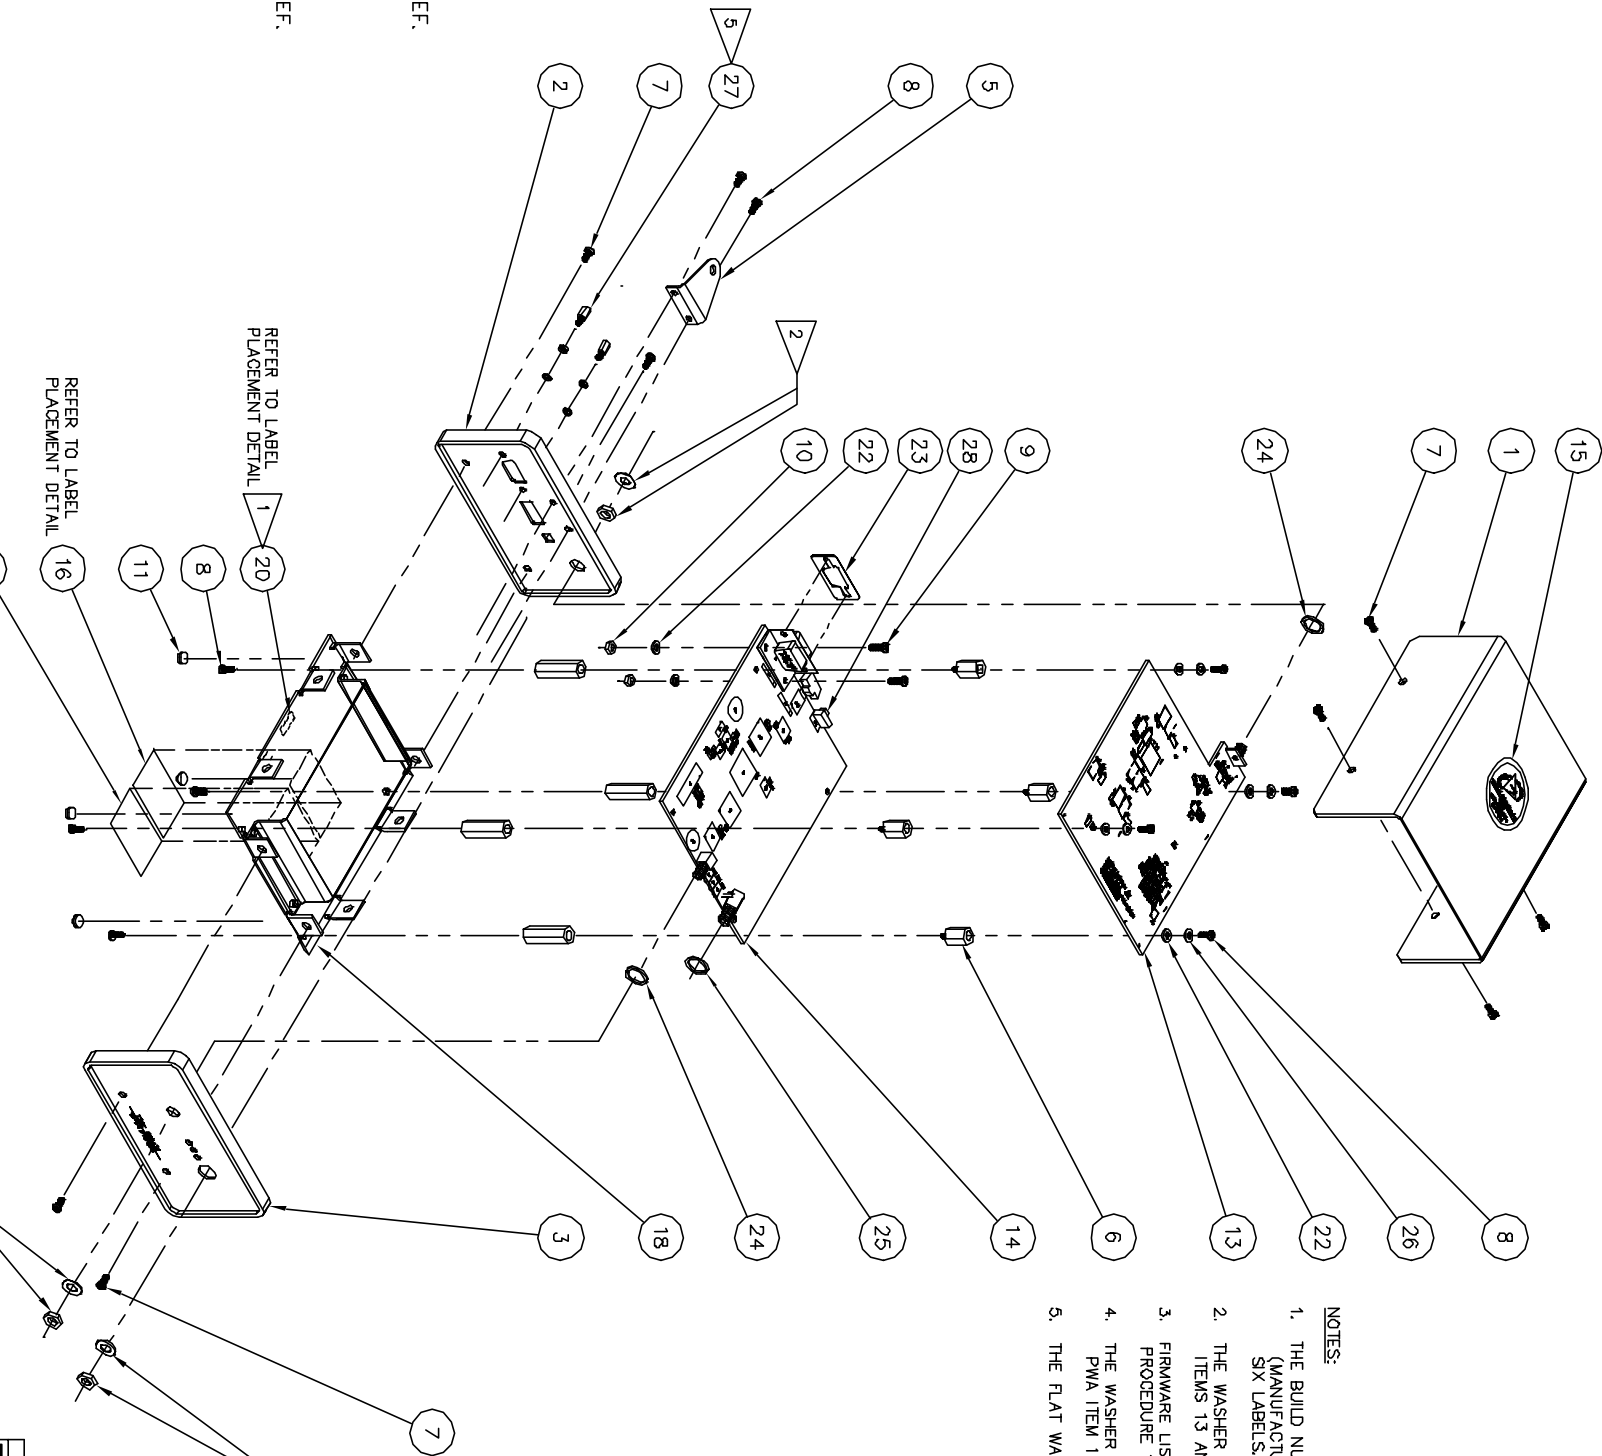 EF.
EF.
5
27
2
7
8
5
2
10
22
23
28
9
24
7
1
15
REFER TO LABEL
PLACEMENT DETAIL
1
20
8
11
REFER TO LABEL
PLACEMENT DETAIL
16
3
18
24
25
14
6
13
22
26
8
7
NOTES:
1. THE BUILD NU
(MANUFACTU
SIX LABELS.
2. THE WASHER
ITEMS 13 A
3. FIRMWARE LIS
PROCEDURE
4. THE WASHER
PWA ITEM 1
5. THE FLAT WA